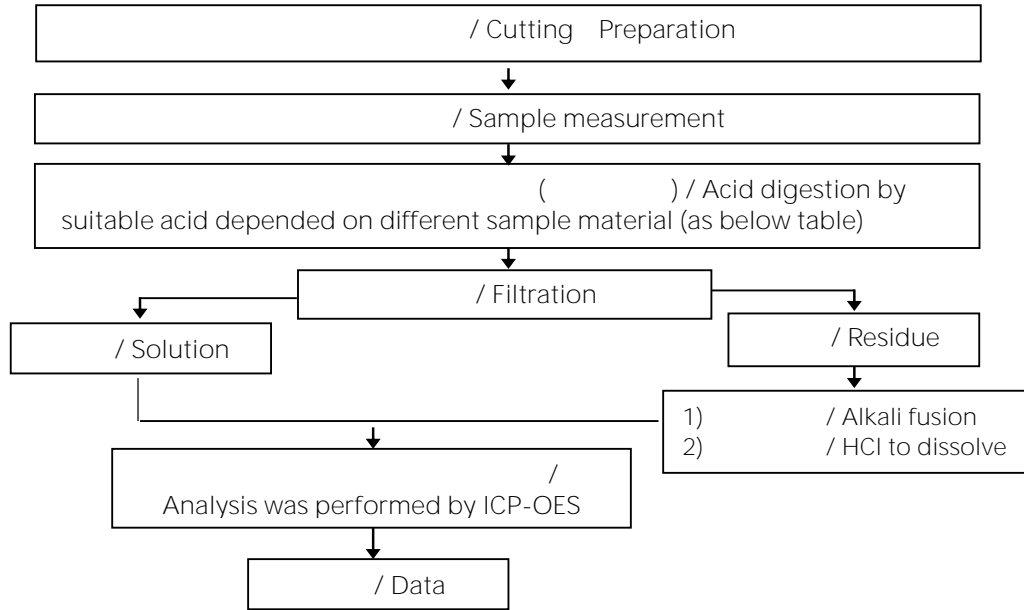 / Cutting Preparation
/ Sample measurement
( ) / Acid digestion by
suitable acid depended on different sample material (as below table)
/ Filtration
/ Solution
/ Residue
1) / Alkali fusion
2) / HCl to dissolve
/
Analysis was performed by ICP-OES
/ Data